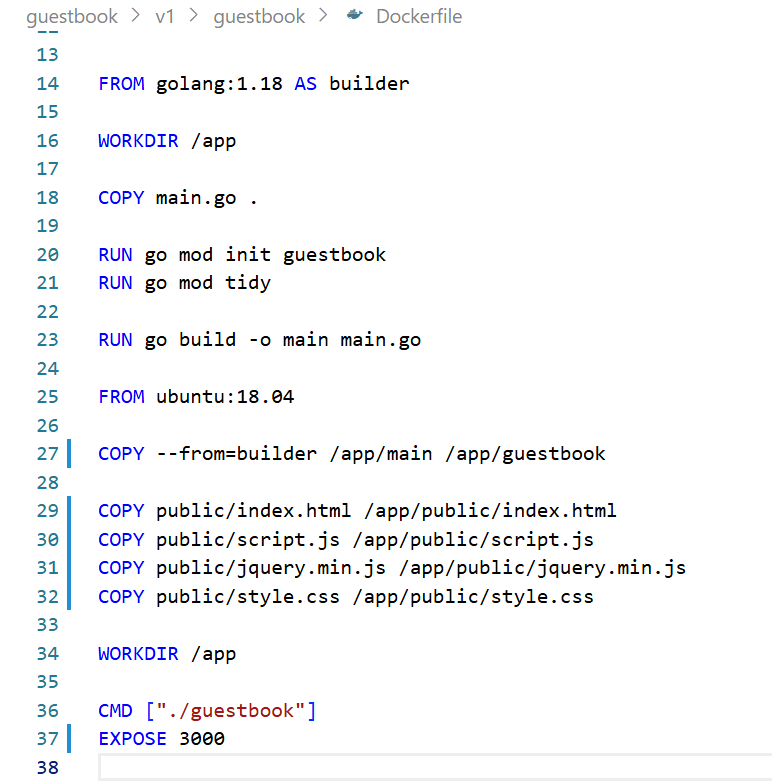 guestbook > v1 > guestbook > Dockerfile
13
14 FROM golang:1.18 AS builder
15
16 WORKDIR /app
17
18 COPY main.go .
19
20 RUN go mod init guestbook
21 RUN go mod tidy
22
23 RUN go build -o main main.go
24
25 FROM ubuntu:18.04
26
27 COPY --from=builder /app/main /app/guestbook
28
29 COPY public/index.html /app/public/index.html
30 COPY public/script.js /app/public/script.js
31 COPY public/jquery.min.js /app/public/jquery.min.js
32 COPY public/style.css /app/public/style.css
33
34 WORKDIR /app
35
36 CMD ["./guestbook"]
37 EXPOSE 3000
38